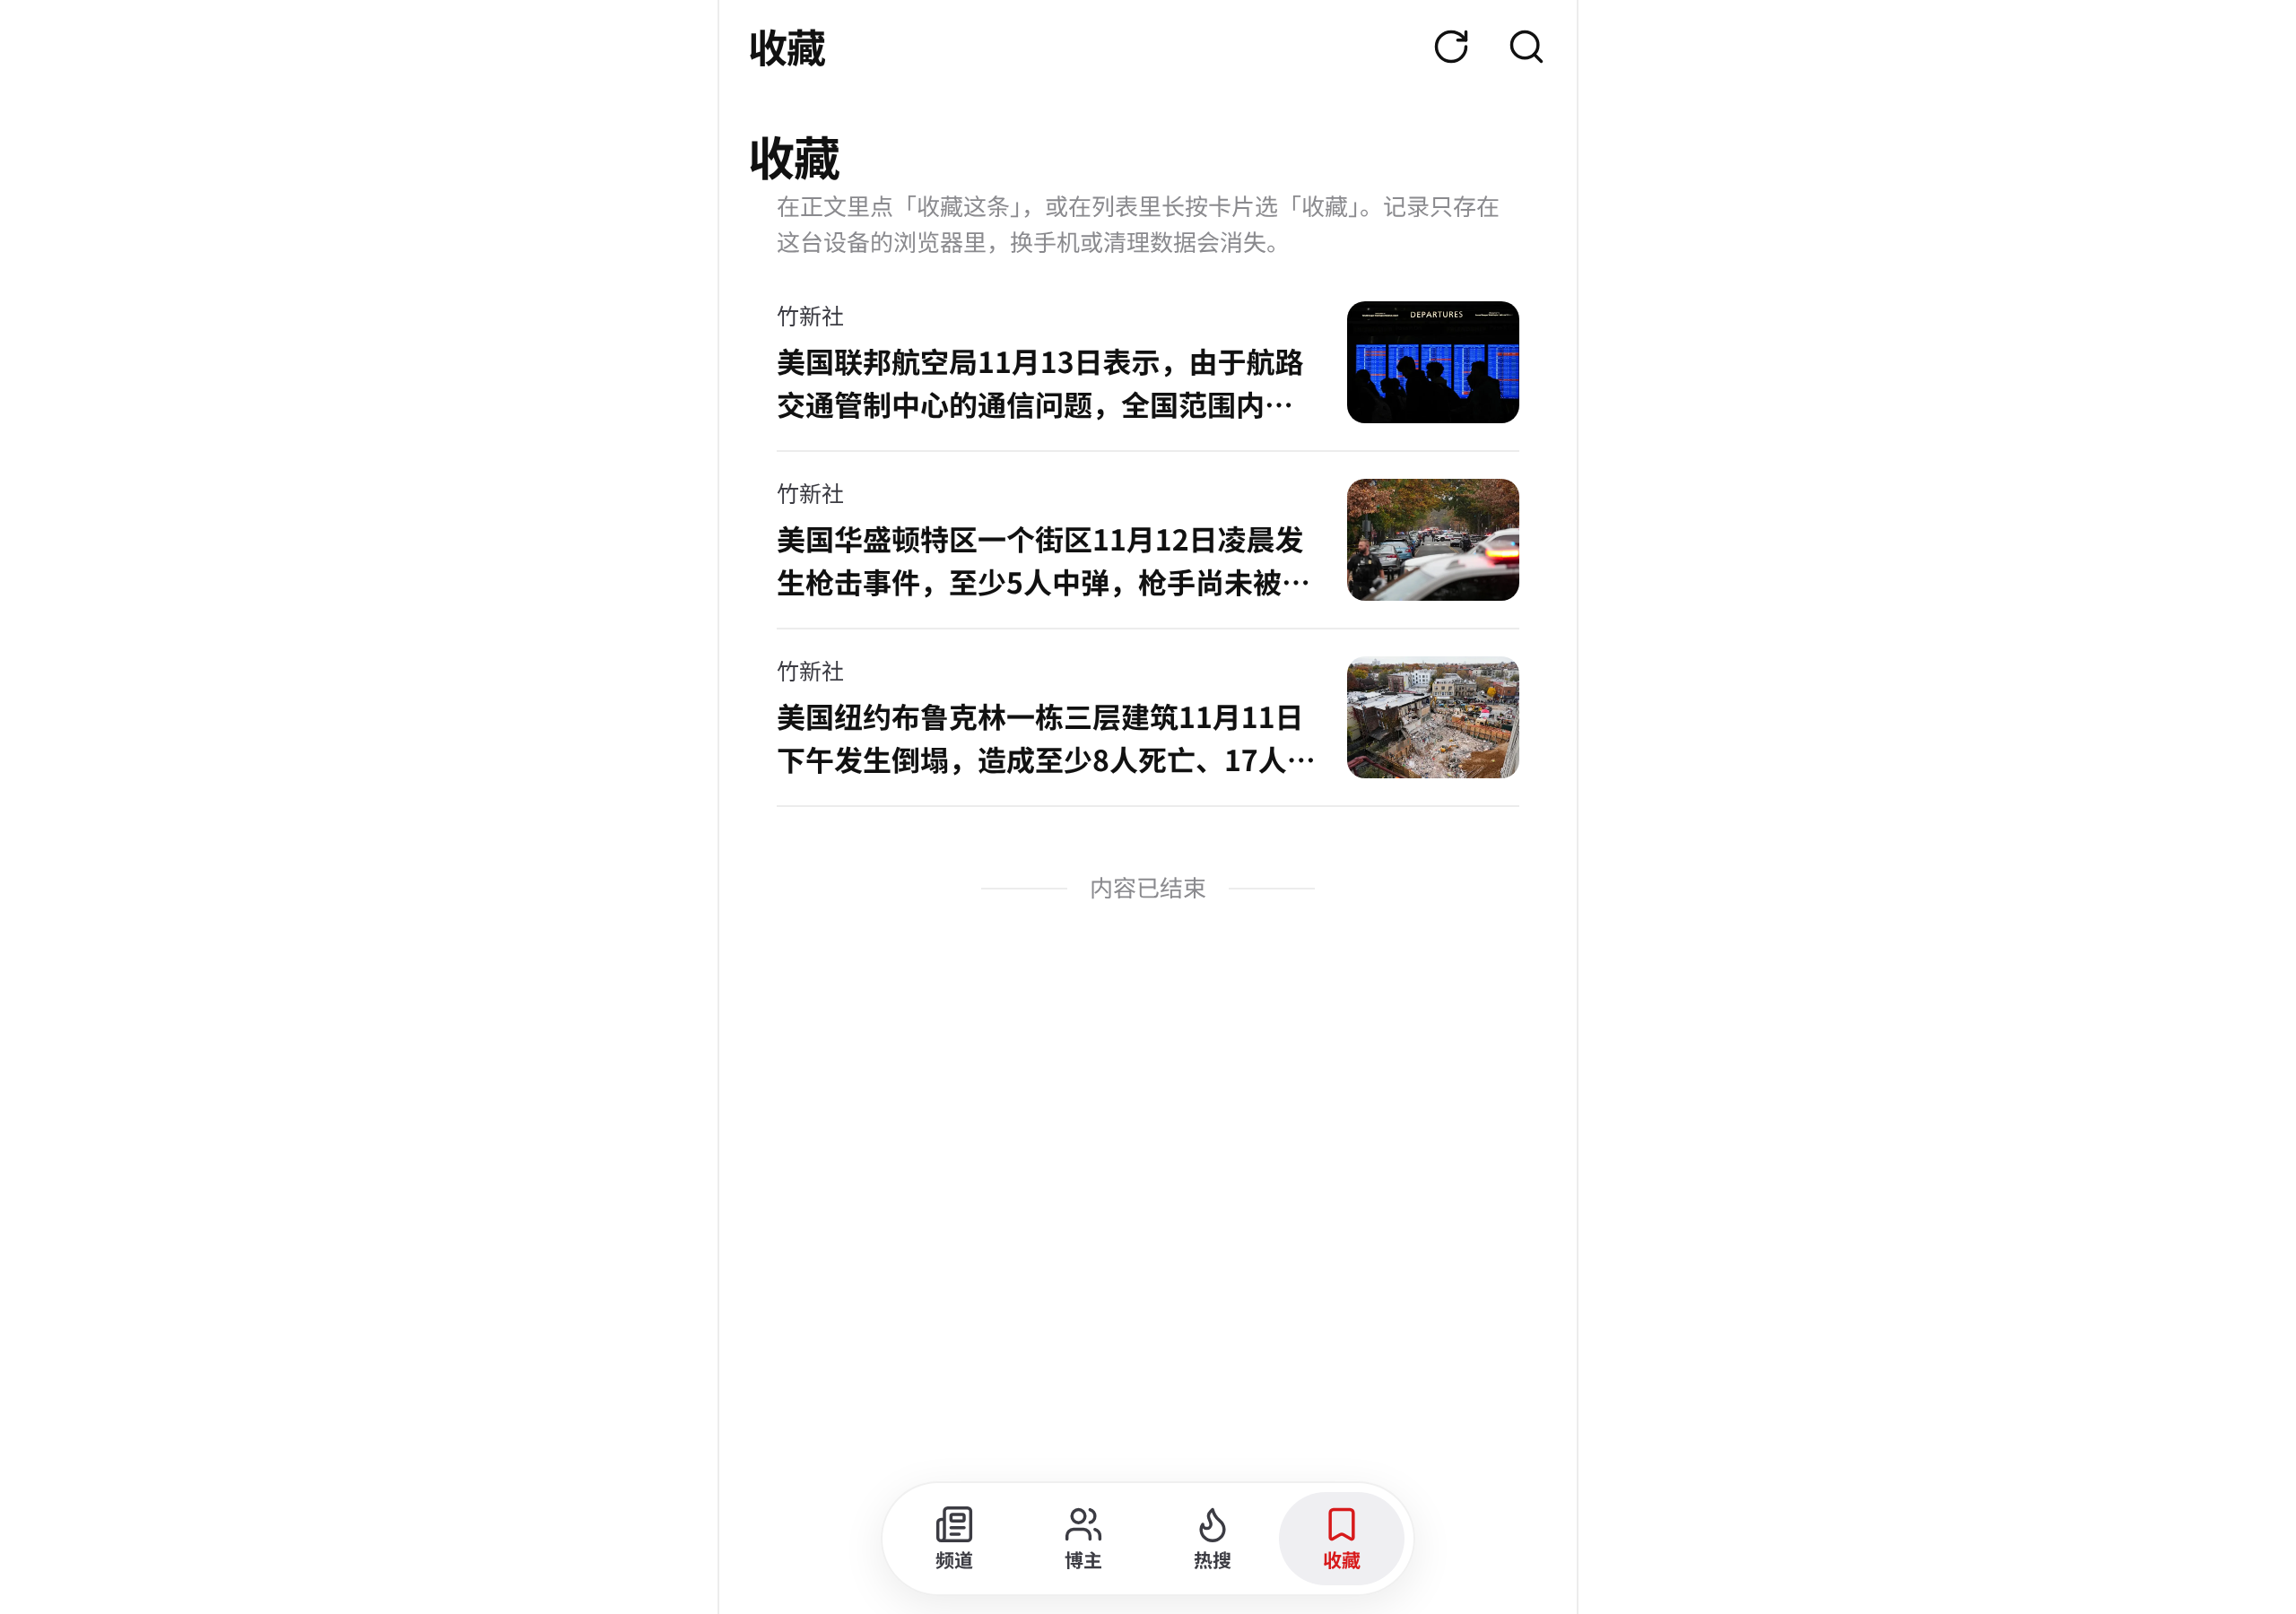 收藏
收藏
在正文里点「收藏这条」，或在列表里长按卡片选「收藏」。记录只存在
这台设备的浏览器里，换手机或清理数据会消失。
竹新社
美国联邦航空局11月13日表示，由于航路
交通管制中心的通信问题，全国范围内…
DEPARTURES
竹新社
美国华盛顿特区一个街区11月12日凌晨发
生枪击事件，至少5人中弹，枪手尚未被…
竹新社
美国纽约布鲁克林一栋三层建筑11月11日
下午发生倒塌，造成至少8人死亡、17人…
内容已结束
频道
博主
热搜
收藏